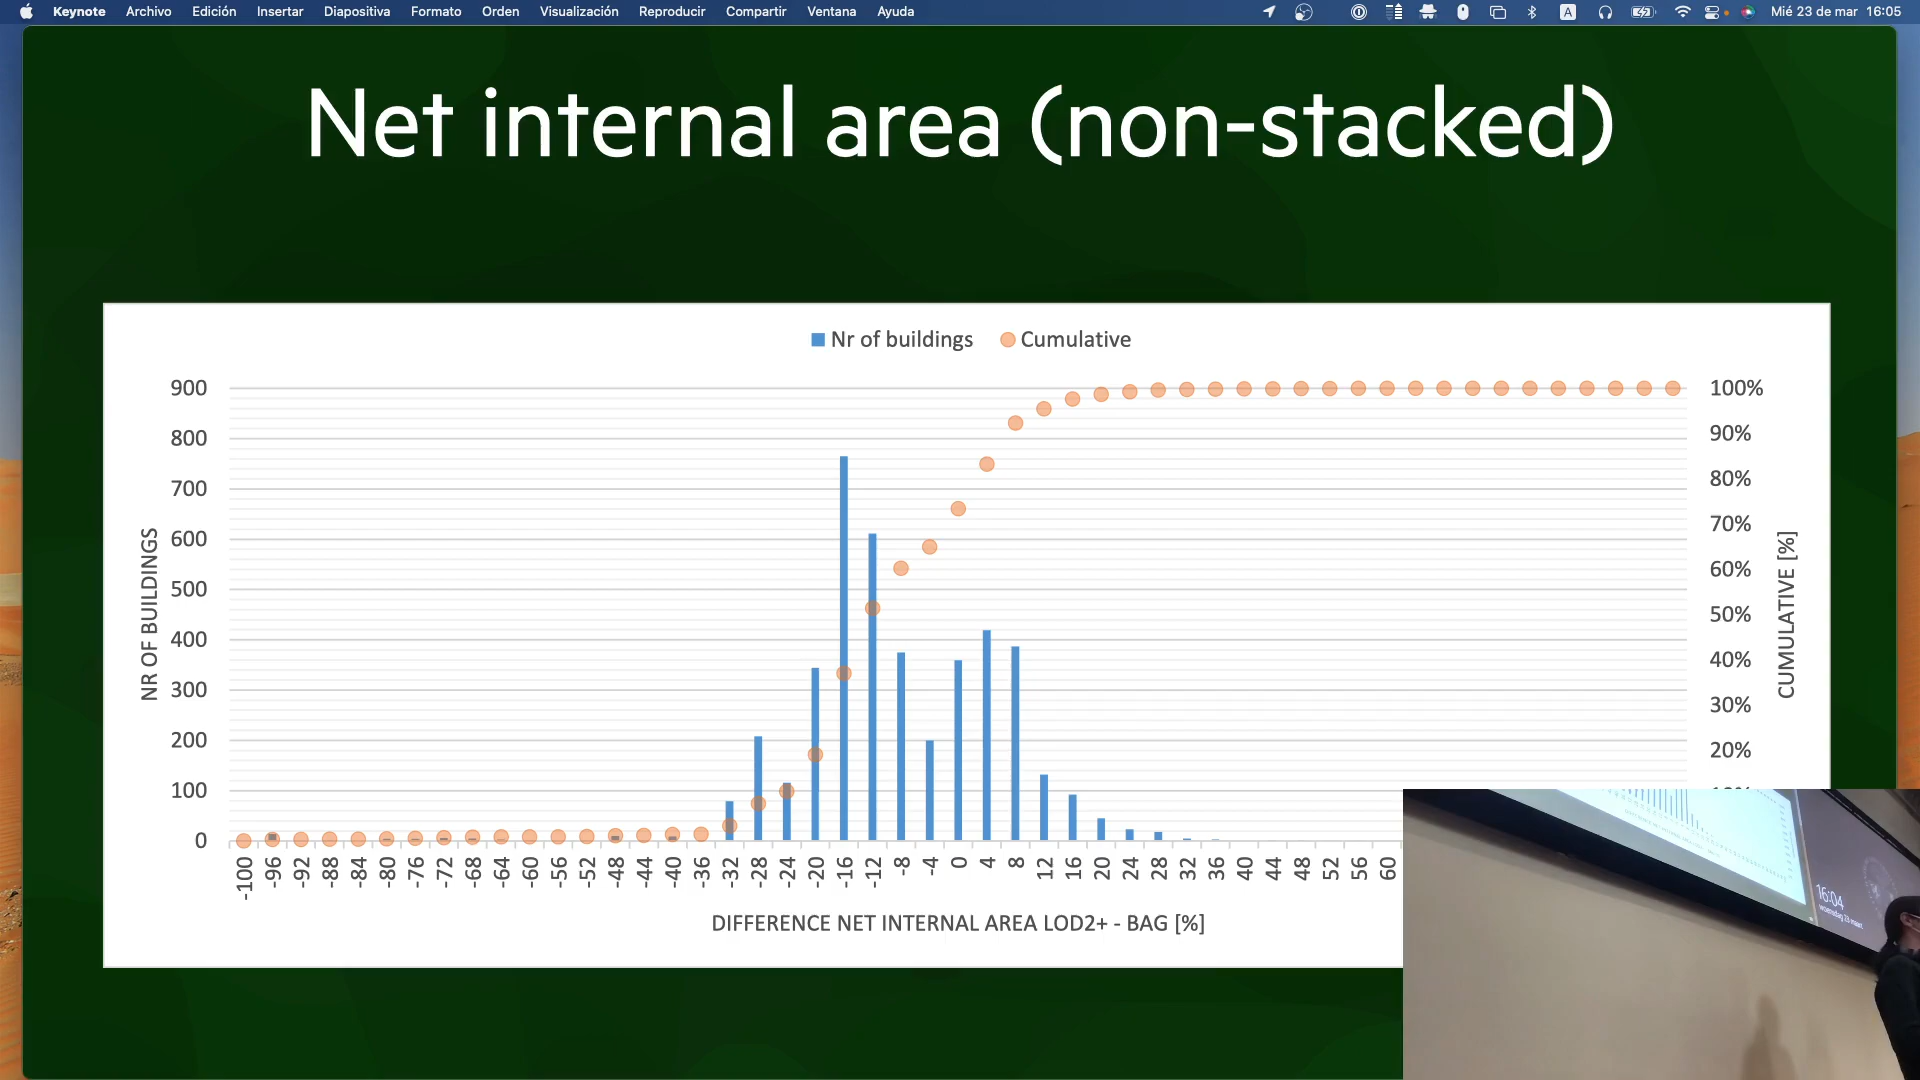 Keynote Archivo Edición Insertar Diapositiva Formato Orden Visualización Reproducir Compartir Ventana Ayuda A Mié 23 de mar 16:05
Net internal area (non-stacked)
Nr of buildings Cumulative
900
800
700
600
500
400
300
200
100
0
NR OF BUILDINGS
100%
90%
80%
70%
60%
50%
40%
30%
20%
CUMULATIVE [%]
-100 -96 -92 -88 -84 -80 -76 -72 -68 -64 -60 -56 -52 -48 -44 -40 -36 -32 -28 -24 -20 -16 -12 -8 -4 0 4 8 12 16 20 24 28 32 36 40 44 48 52 56 60
DIFFERENCE NET INTERNAL AREA LOD2+ - BAG [%]
16:04